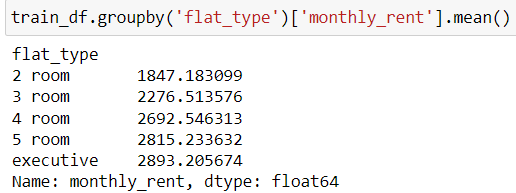 train_df.groupby('flat_type')['monthly_rent'].mean()
flat_type
2 room       1847.183099
3 room       2276.513576
4 room       2692.546313
5 room       2815.233632
executive    2893.205674
Name: monthly_rent, dtype: float64